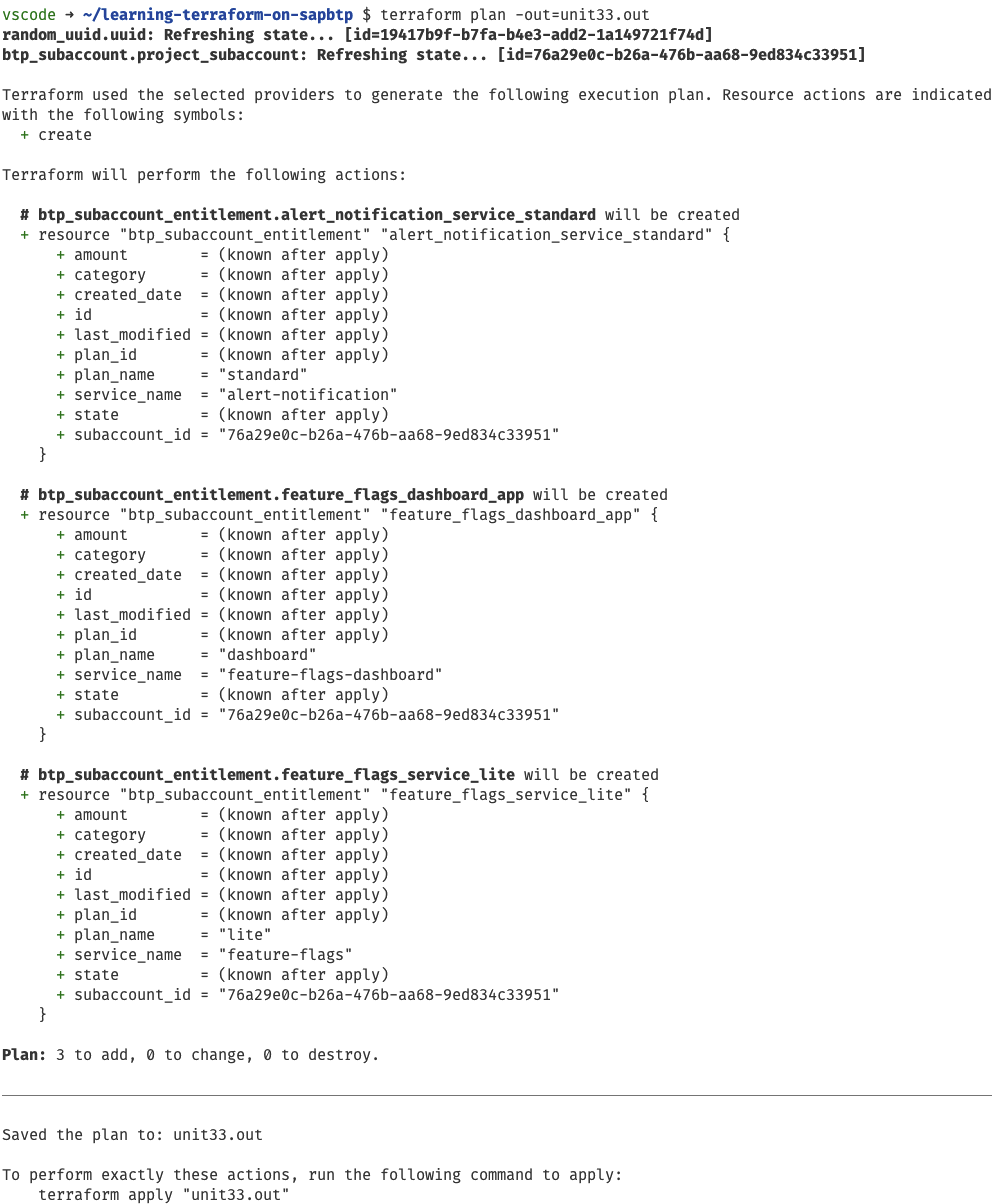 vscode → ~/learning-terraform-on-sapbtp $ terraform plan -out=unit33.out
random_uuid.uuid: Refreshing state... [id=19417b9f-b7fa-b4e3-add2-1a149721f74d]
btp_subaccount.project_subaccount: Refreshing state... [id=76a29e0c-b26a-476b-aa68-9ed834c33951]
Terraform used the selected providers to generate the following execution plan. Resource actions are indicated
with the following symbols:
  + create
Terraform will perform the following actions:
  # btp_subaccount_entitlement.alert_notification_service_standard will be created
  + resource "btp_subaccount_entitlement" "alert_notification_service_standard" {
      + amount        = (known after apply)
      + category      = (known after apply)
      + created_date  = (known after apply)
      + id            = (known after apply)
      + last_modified = (known after apply)
      + plan_id       = (known after apply)
      + plan_name     = "standard"
      + service_name  = "alert-notification"
      + state         = (known after apply)
      + subaccount_id = "76a29e0c-b26a-476b-aa68-9ed834c33951"
    }
  # btp_subaccount_entitlement.feature_flags_dashboard_app will be created
  + resource "btp_subaccount_entitlement" "feature_flags_dashboard_app" {
      + amount        = (known after apply)
      + category      = (known after apply)
      + created_date  = (known after apply)
      + id            = (known after apply)
      + last_modified = (known after apply)
      + plan_id       = (known after apply)
      + plan_name     = "dashboard"
      + service_name  = "feature-flags-dashboard"
      + state         = (known after apply)
      + subaccount_id = "76a29e0c-b26a-476b-aa68-9ed834c33951"
    }
  # btp_subaccount_entitlement.feature_flags_service_lite will be created
  + resource "btp_subaccount_entitlement" "feature_flags_service_lite" {
      + amount        = (known after apply)
      + category      = (known after apply)
      + created_date  = (known after apply)
      + id            = (known after apply)
      + last_modified = (known after apply)
      + plan_id       = (known after apply)
      + plan_name     = "lite"
      + service_name  = "feature-flags"
      + state         = (known after apply)
      + subaccount_id = "76a29e0c-b26a-476b-aa68-9ed834c33951"
    }
Plan: 3 to add, 0 to change, 0 to destroy.
Saved the plan to: unit33.out
To perform exactly these actions, run the following command to apply:
    terraform apply "unit33.out"